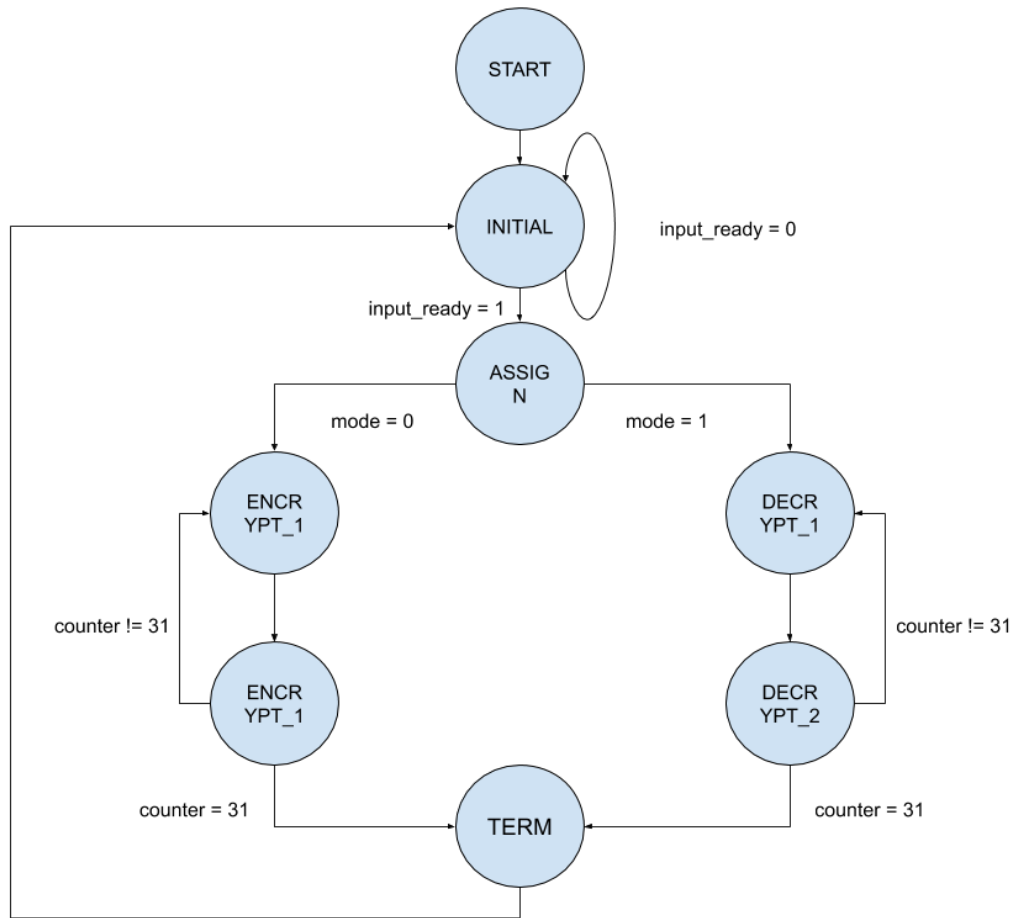 START
INITIAL
input_ready = 0
input_ready = 1
ASSIG
N
mode = 0
mode = 1
ENCR
YPT_1
DECR
YPT_1
counter != 31
counter != 31
ENCR
YPT_1
DECR
YPT_2
counter = 31
TERM
counter = 31